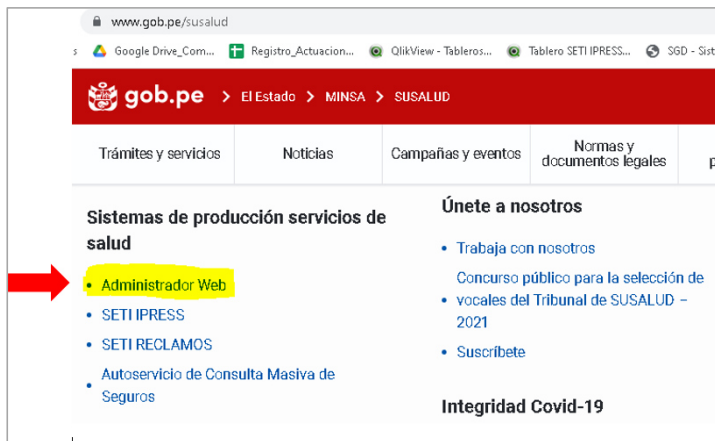 www.gob.pe/susalud
s Google Drive_Com... Registro_Actuacion... QlikView - Tableros... Tablero SETI IPRESS... SGD - Sist
gob.pe > El Estado > MINSA > SUSALUD
Trámites y servicios
Noticias
Campañas y eventos
Normas y
documentos legales
p
Sistemas de producción servicios de
salud
• Administrador Web
• SETI IPRESS
• SETI RECLAMOS
• Autoservicio de Consulta Masiva de
Seguros
Únete a nosotros
• Trabaja con nosotros
Concurso público para la selección de
• vocales del Tribunal de SUSALUD –
2021
• Suscríbete
Integridad Covid-19